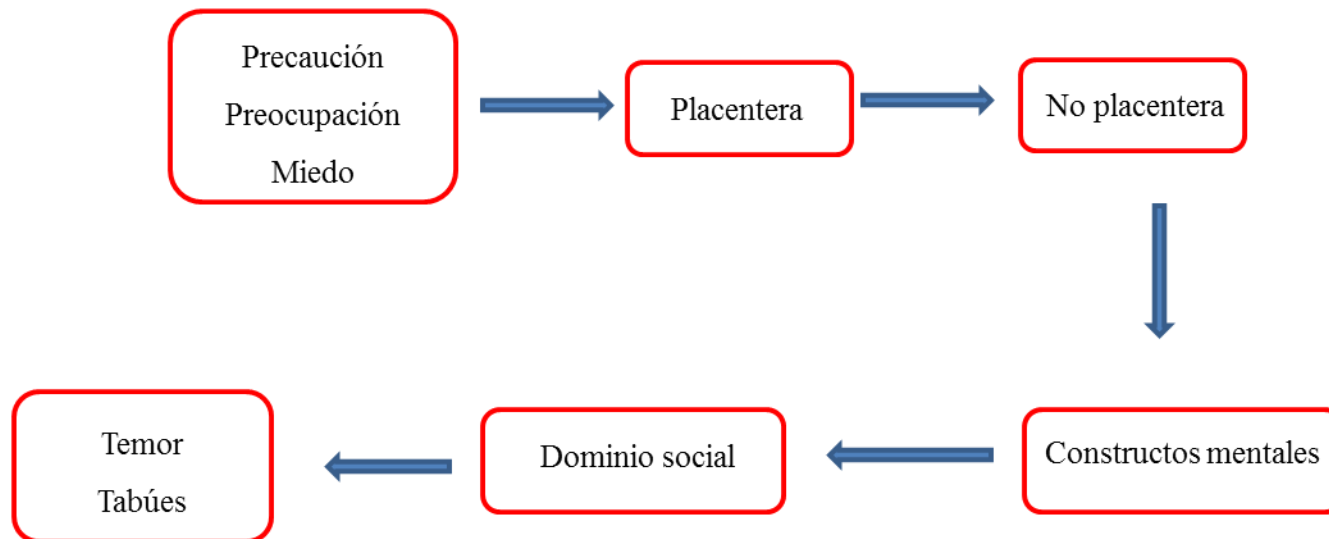 Precaución
Preocupación
Miedo
Placentera
No placentera
Constructos mentales
Dominio social
Temor
Tabúes